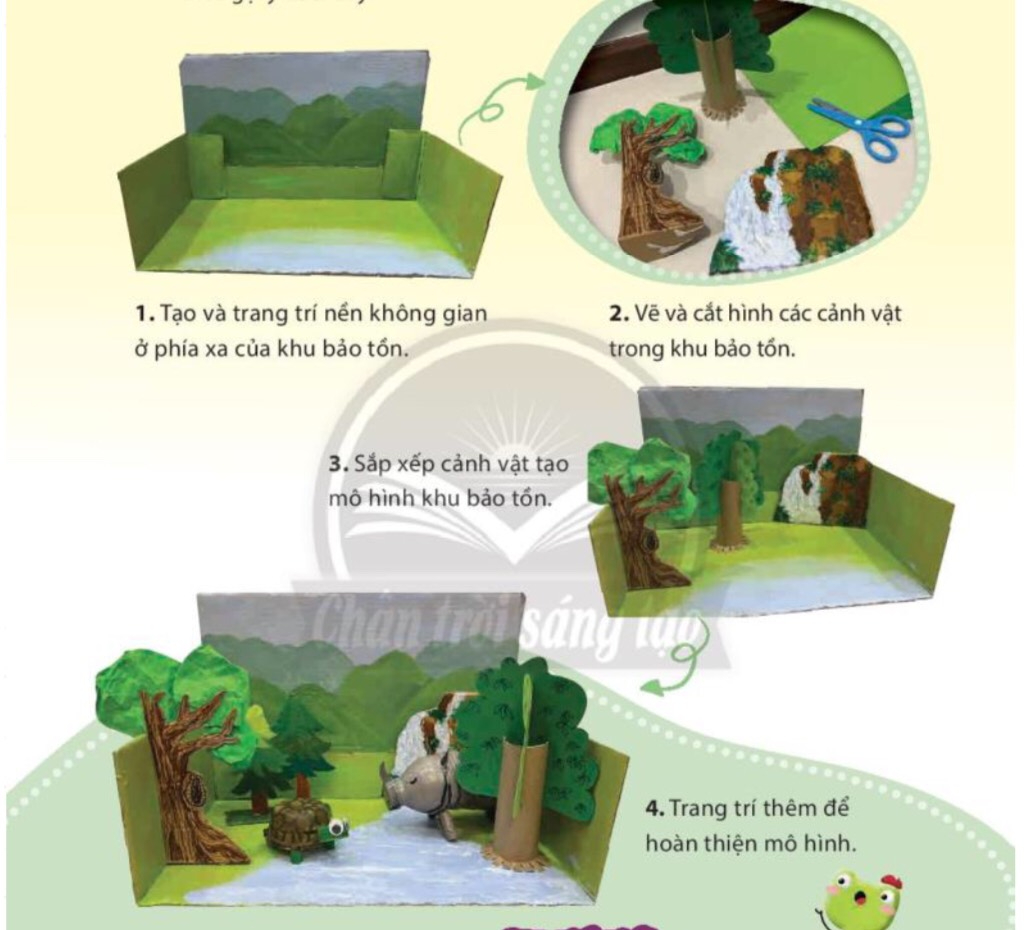 1. Tạo và trang trí nền không gian
ở phía xa của khu bảo tồn.
2. Vẽ và cắt hình các cảnh vật
trong khu bảo tồn.
3. Sắp xếp cảnh vật tạo
mô hình khu bảo tồn.
Chân trời sáng tạo
4. Trang trí thêm để
hoàn thiện mô hình.